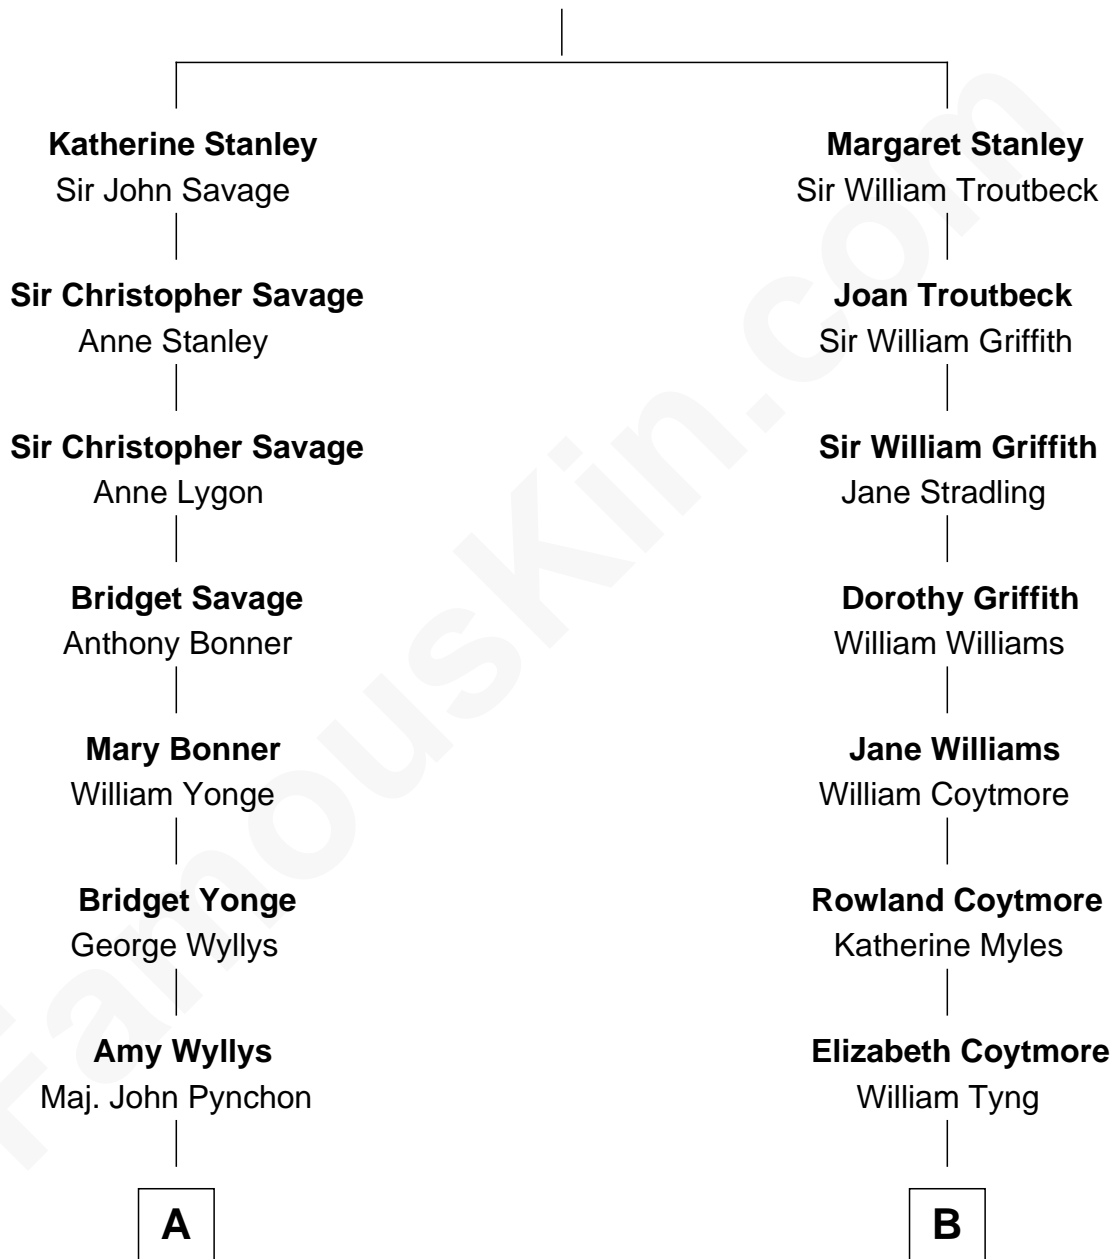 Katherine Stanley
Sir John Savage
Margaret Stanley
Sir William Troutbeck
Sir Christopher Savage
Anne Stanley
Joan Troutbeck
Sir William Griffith
Sir Christopher Savage
Anne Lygon
Sir William Griffith
Jane Stradling
Bridget Savage
Anthony Bonner
Dorothy Griffith
William Williams
Mary Bonner
William Yonge
Jane Williams
William Coytmore
Bridget Yonge
George Wyllys
Rowland Coytmore
Katherine Myles
Amy Wyllys
Maj. John Pynchon
Elizabeth Coytmore
William Tyng
A
B
FamousKin.com